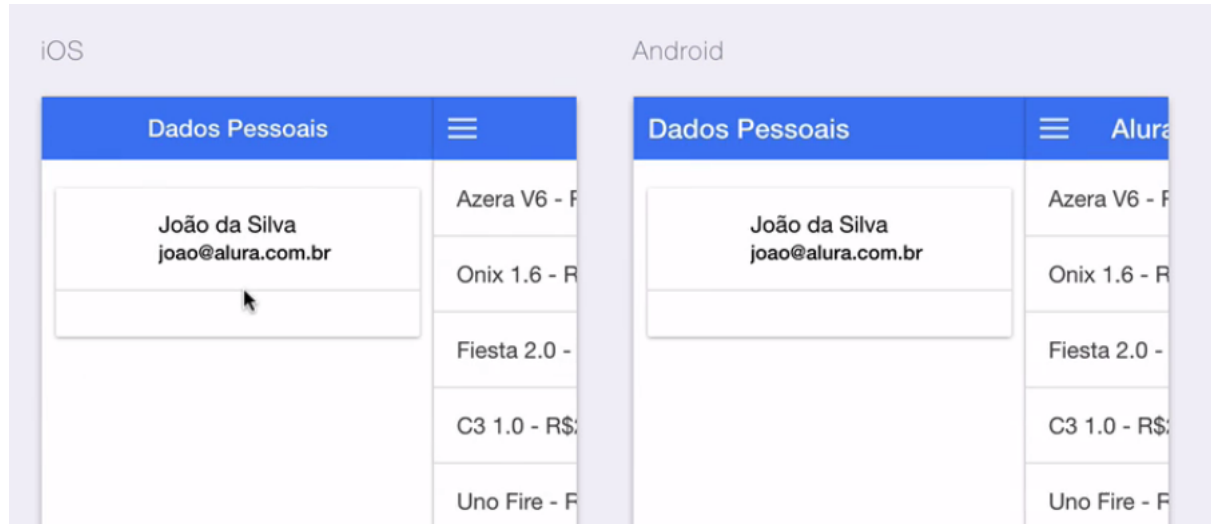 iOS
Dados Pessoais
João da Silva
joao@alura.com.br
Azera V6 -
Onix 1.6 - R
Fiesta 2.0 -
C3 1.0 - R$
Uno Fire -
Android
Dados Pessoais
Alura
João da Silva
joao@alura.com.br
Azera V6 -
Onix 1.6 - R
Fiesta 2.0 -
C3 1.0 - R$
Uno Fire -